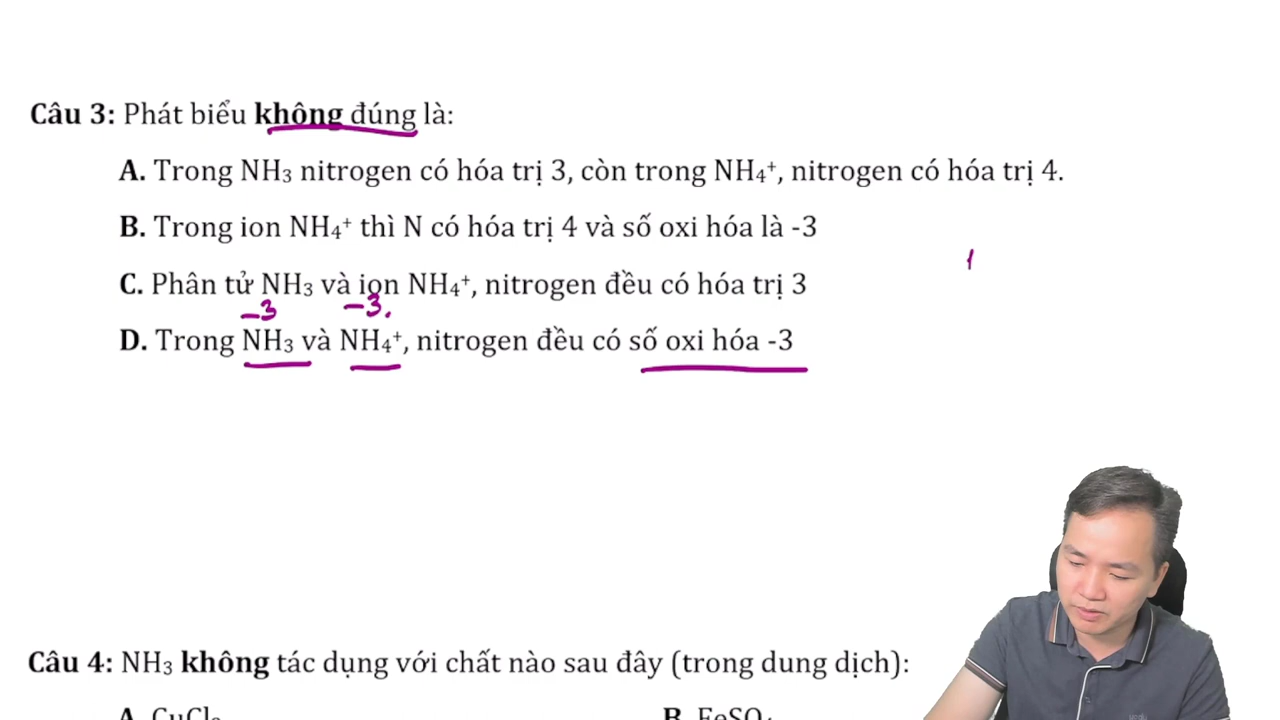 Câu 3: Phát biểu không đúng là:
A. Trong NH₃ nitrogen có hóa trị 3, còn trong NH₄⁺, nitrogen có hóa trị 4.
B. Trong ion NH₄⁺ thì N có hóa trị 4 và số oxi hóa là -3
C. Phân tử NH₃ và ion NH₄⁺, nitrogen đều có hóa trị 3
-3 -3.
D. Trong NH₃ và NH₄⁺, nitrogen đều có số oxi hóa -3
Câu 4: NH₃ không tác dụng với chất nào sau đây (trong dung dịch):
A. CuCl₂ B. FeSO₄